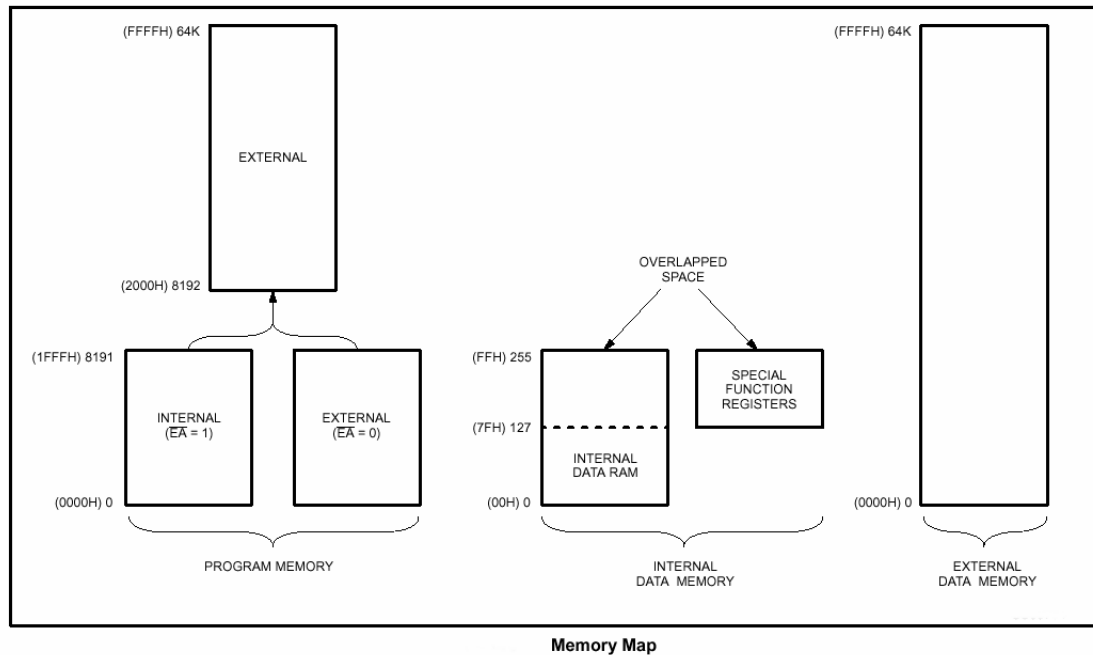 (FFFFH) 64K
EXTERNAL
(2000H) 8192
(1FFFH) 8191
INTERNAL
(E̅A̅ = 1)
EXTERNAL
(E̅A̅ = 0)
(0000H) 0
PROGRAM MEMORY
OVERLAPPED
SPACE
(FFH) 255
SPECIAL
FUNCTION
REGISTERS
(7FH) 127
INTERNAL
DATA RAM
(00H) 0
INTERNAL
DATA MEMORY
(FFFFH) 64K
(0000H) 0
EXTERNAL
DATA MEMORY
Memory Map